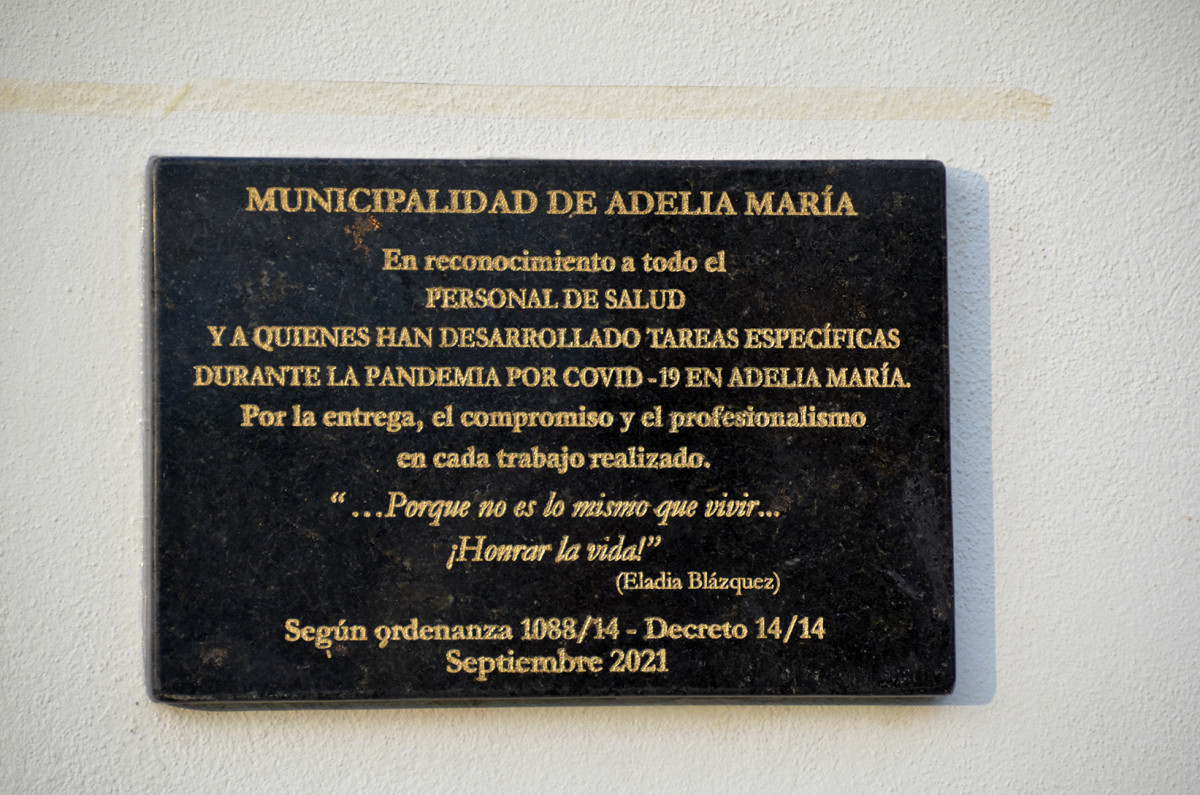 MUNICIPALIDAD DE ADELIA MARÍA
En reconocimiento a todo el
PERSONAL DE SALUD
Y A QUIENES HAN DESARROLLADO TAREAS ESPECÍFICAS
DURANTE LA PANDEMIA POR COVID -19 EN ADELIA MARÍA.
Por la entrega, el compromiso y el profesionalismo
en cada trabajo realizado.
“ ...Porque no es lo mismo que vivir...
¡Honrar la vida!”
(Eladia Blázquez)
Según ordenanza 1088/14 - Decreto 14/14
Septiembre 2021